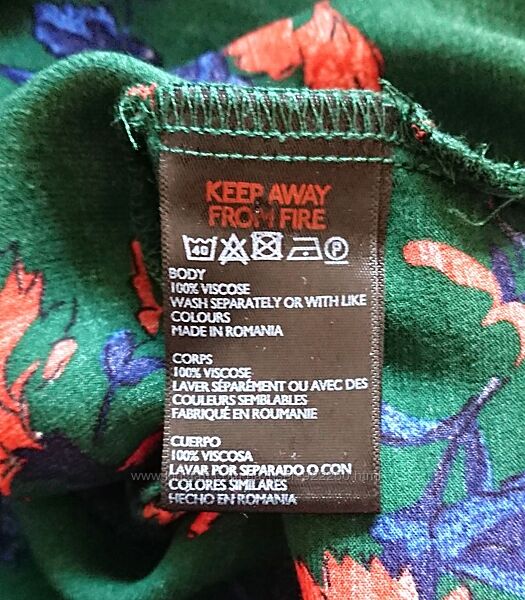 KEEP AWAY
FROM FIRE
40 P
BODY
100% VISCOSE
WASH SEPARATELY OR WITH LIKE
COLOURS
MADE IN ROMANIA
CORPS
100% VISCOSE
LAVER SÉPARÉMENT OU AVEC DES
COULEURS SEMBLABLES
FABRIQUÉ EN ROUMANIE
CUERPO
100% VISCOSA
LAVAR POR SEPARADO O CON
COLORES SIMILARES
HECHO EN ROMANIA